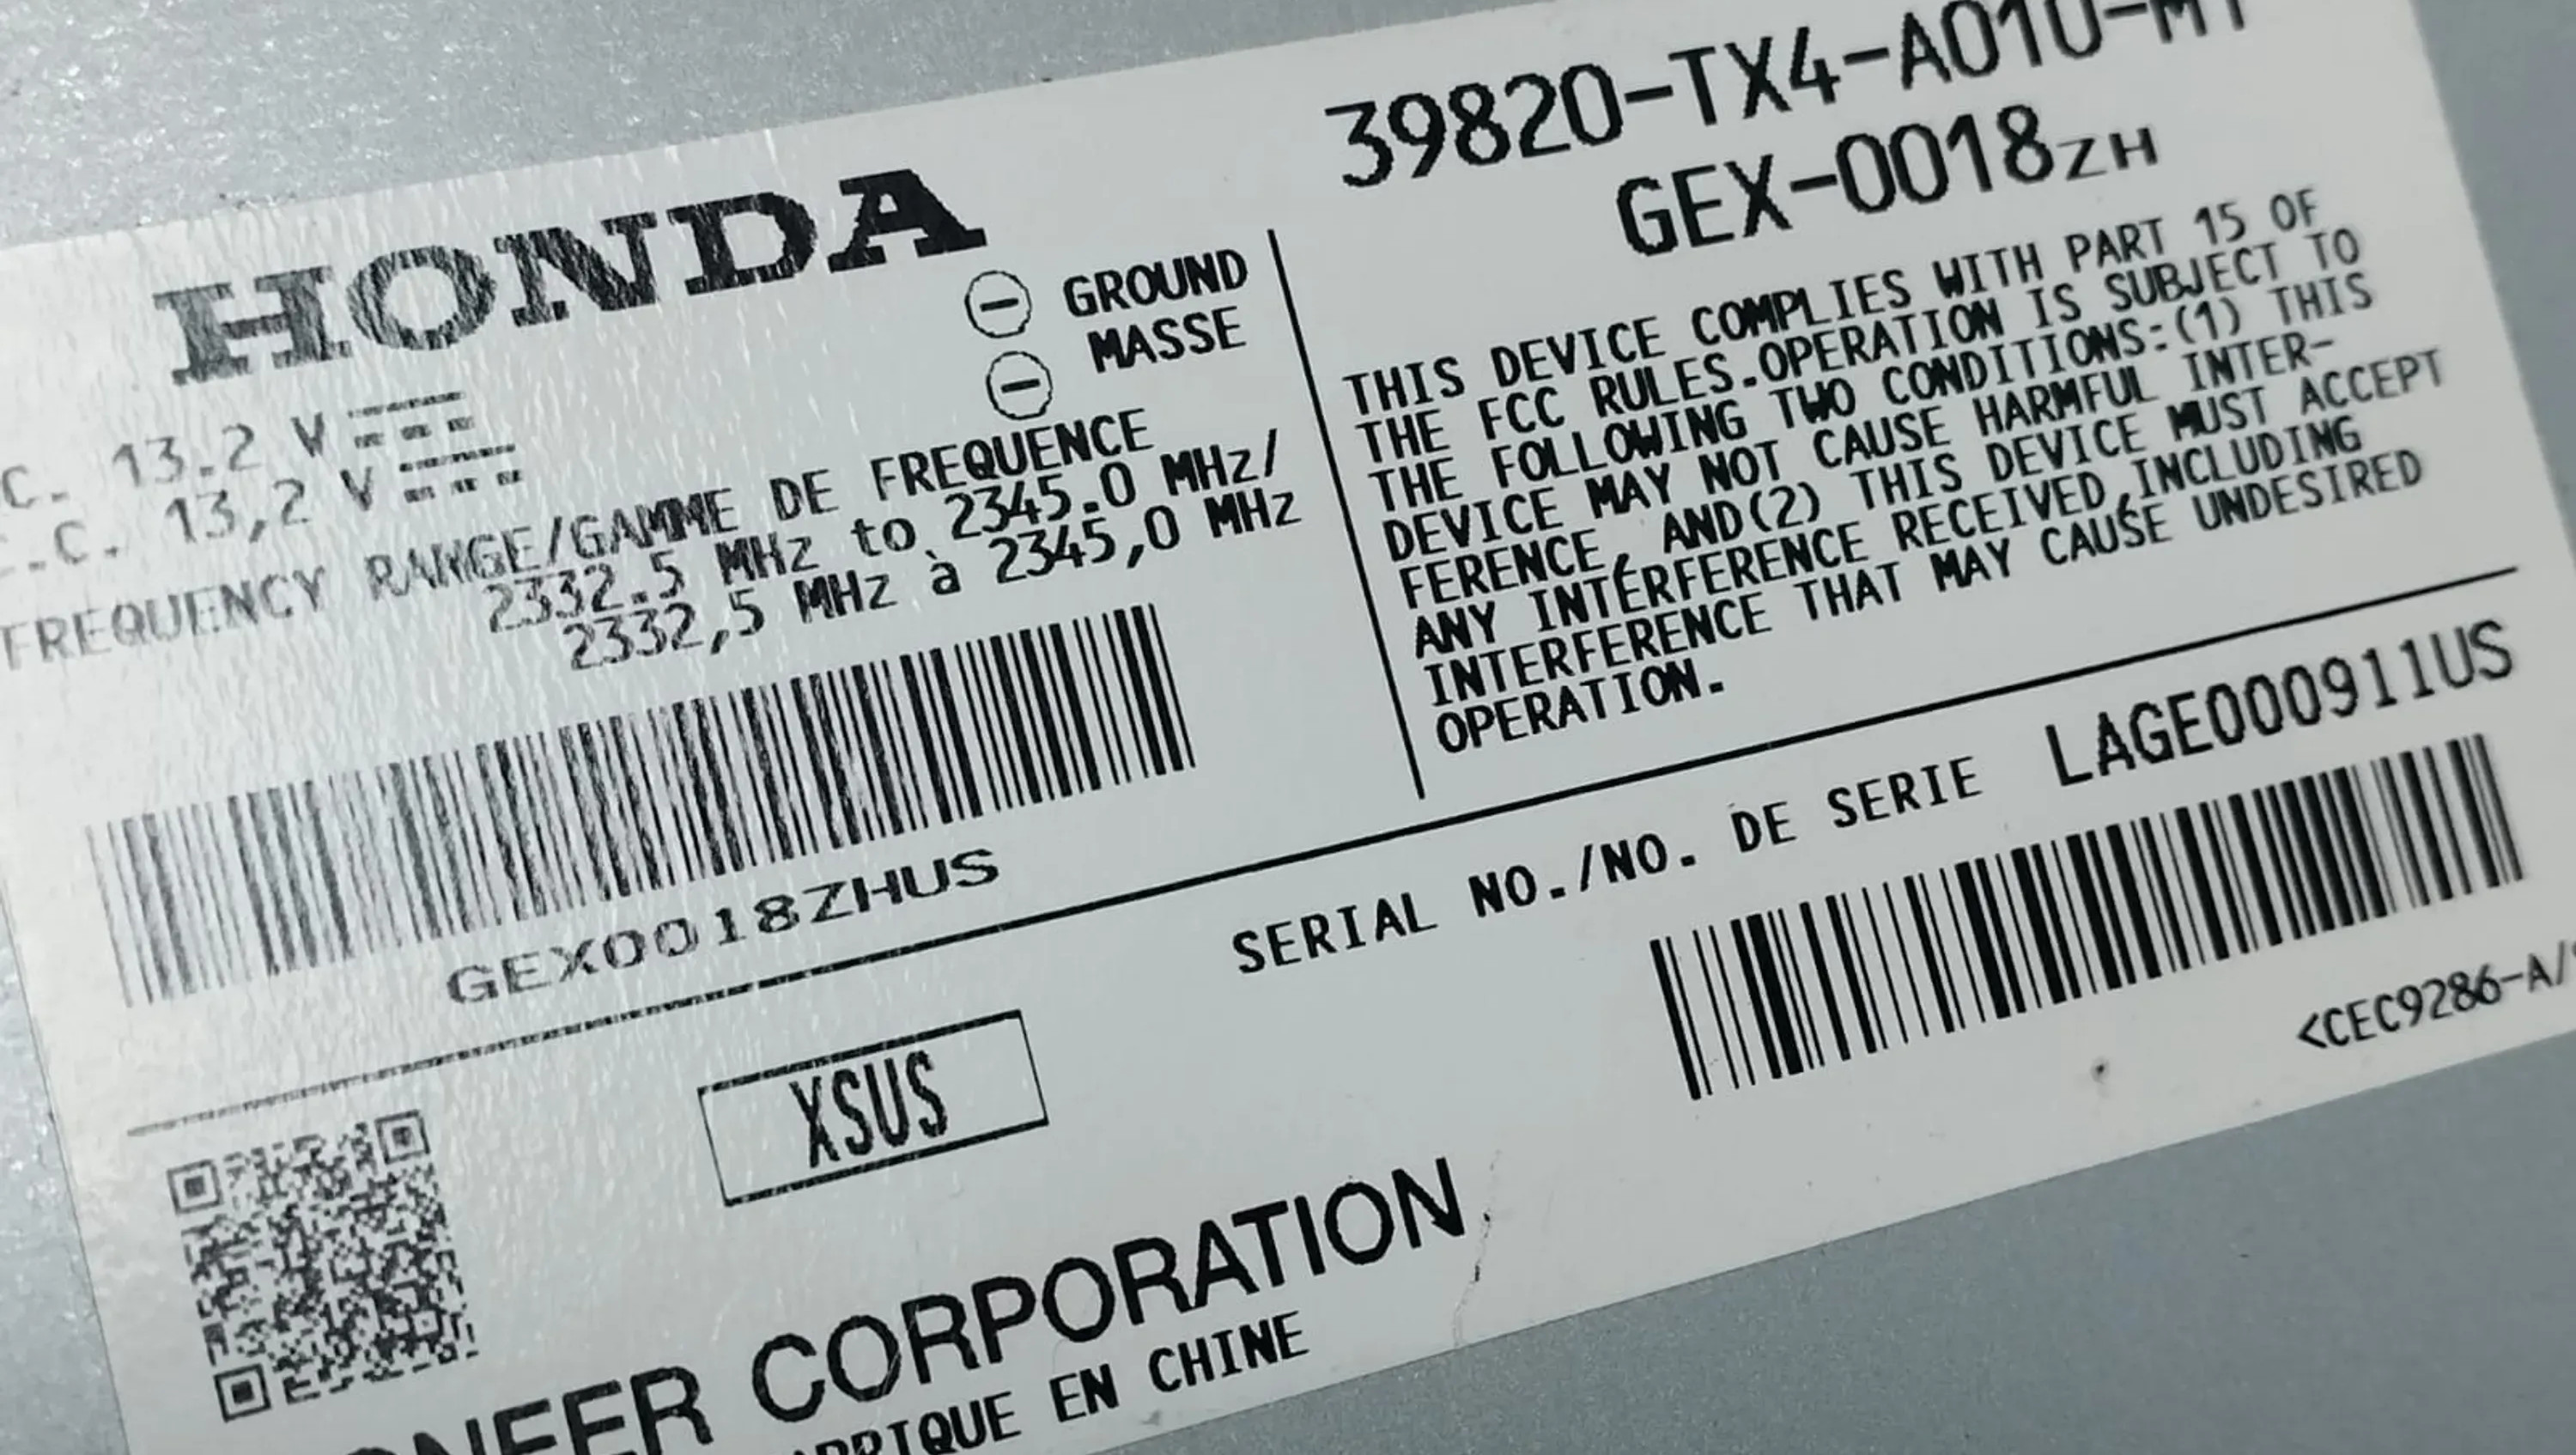 HONDA
39820-TX4-A010-M1
GEX-0018ZH
GROUND
MASSE
C. 13.2 V
.C. 13,2 V
FREQUENCY RANGE/GAMME DE FREQUENCE
2332.5 MHz to 2345.0 MHz/
2332,5 MHz à 2345,0 MHz
GEX0018ZHUS
THIS DEVICE COMPLIES WITH PART 15 OF
THE FCC RULES.OPERATION IS SUBJECT TO
THE FOLLOWING TWO CONDITIONS:(1) THIS
DEVICE MAY NOT CAUSE HARMFUL INTER-
FERENCE, AND(2) THIS DEVICE MUST ACCEPT
ANY INTERFERENCE RECEIVED,INCLUDING
INTERFERENCE THAT MAY CAUSE UNDESIRED
OPERATION.
SERIAL NO./NO. DE SERIE LAGE000911US
<CEC9286-A/
XSUS
ONEER CORPORATION
BRIQUE EN CHINE